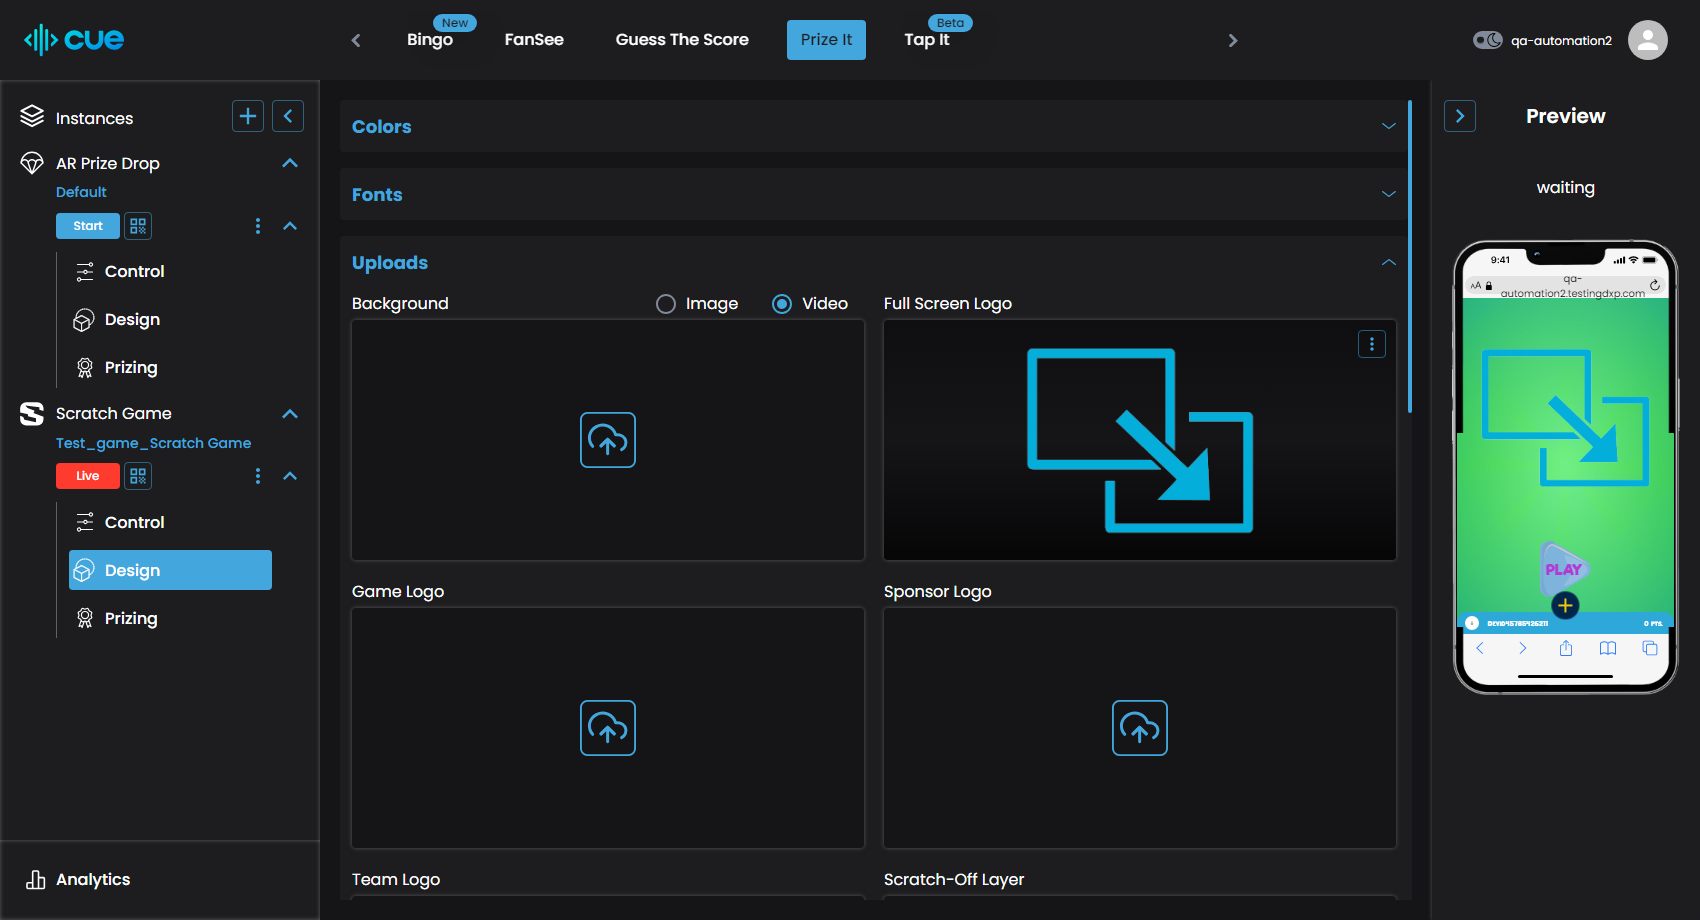 cue
New
Beta
Bingo
FanSee
Guess The Score
Prize It
Tap It
qa-automation2
Instances
AR Prize Drop
Default
Start
Control
Design
Prizing
Scratch Game
Test_game_Scratch Game
Live
Control
Design
Prizing
Analytics
Colors
Fonts
Uploads
Background
Image
Video
Full Screen Logo
Game Logo
Sponsor Logo
Team Logo
Scratch-Off Layer
Preview
waiting
9:41
AA
qa-
automation2.testingdxp.com
PLAY
0 PTS.